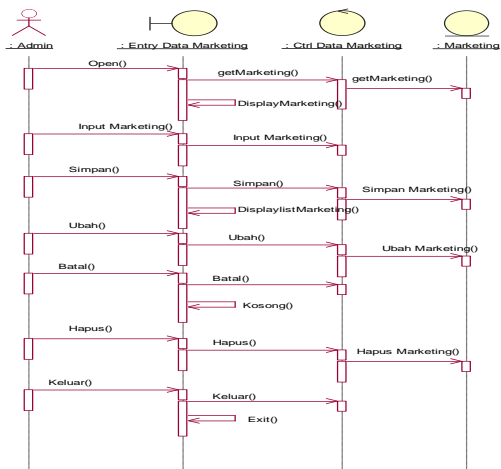 : Admin
: Entry Data Marketing
: Ctrl Data Marketing
: Marketing
Open()
getMarketing()
getMarketing()
DisplayMarketing()
Input Marketing()
Input Marketing()
Simpan()
Simpan()
Simpan Marketing()
DisplaylistMarketing()
Ubah()
Ubah()
Ubah Marketing()
Batal()
Batal()
Kosong()
Hapus()
Hapus()
Hapus Marketing()
Keluar()
Keluar()
Exit()